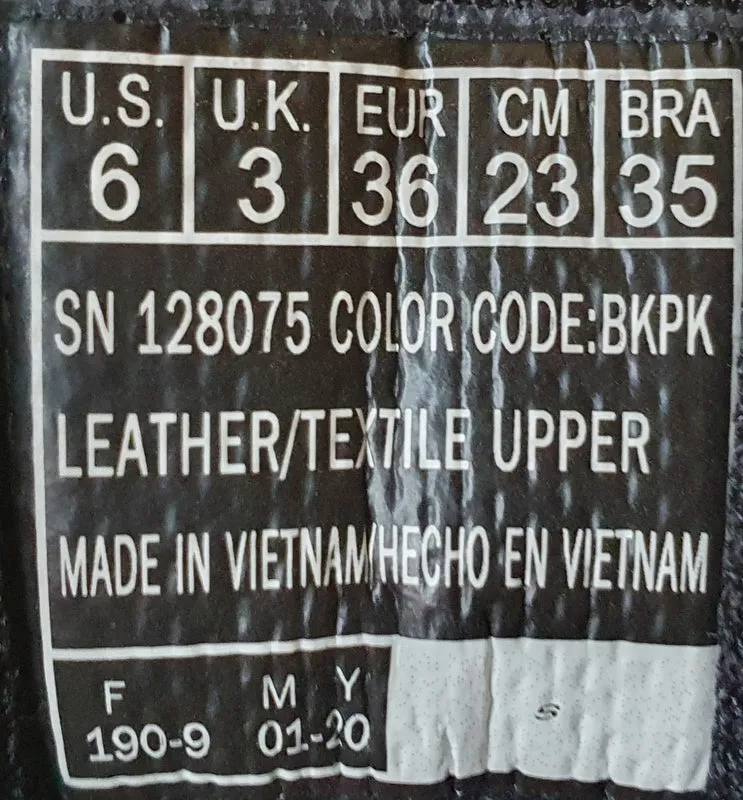 U.S. U.K. EUR CM BRA
6 3 36 23 35
SN 128075 COLOR CODE:BKPK
LEATHER/TEXTILE UPPER
MADE IN VIETNAM/HECHO EN VIETNAM
F M Y
190-9 01-20
S